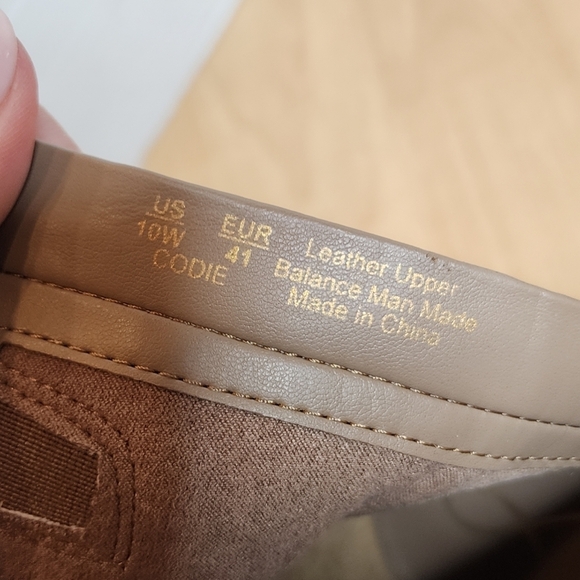 US
10W
EUR
41
CODIE
Leather Upper
Balance Man Made
Made in China